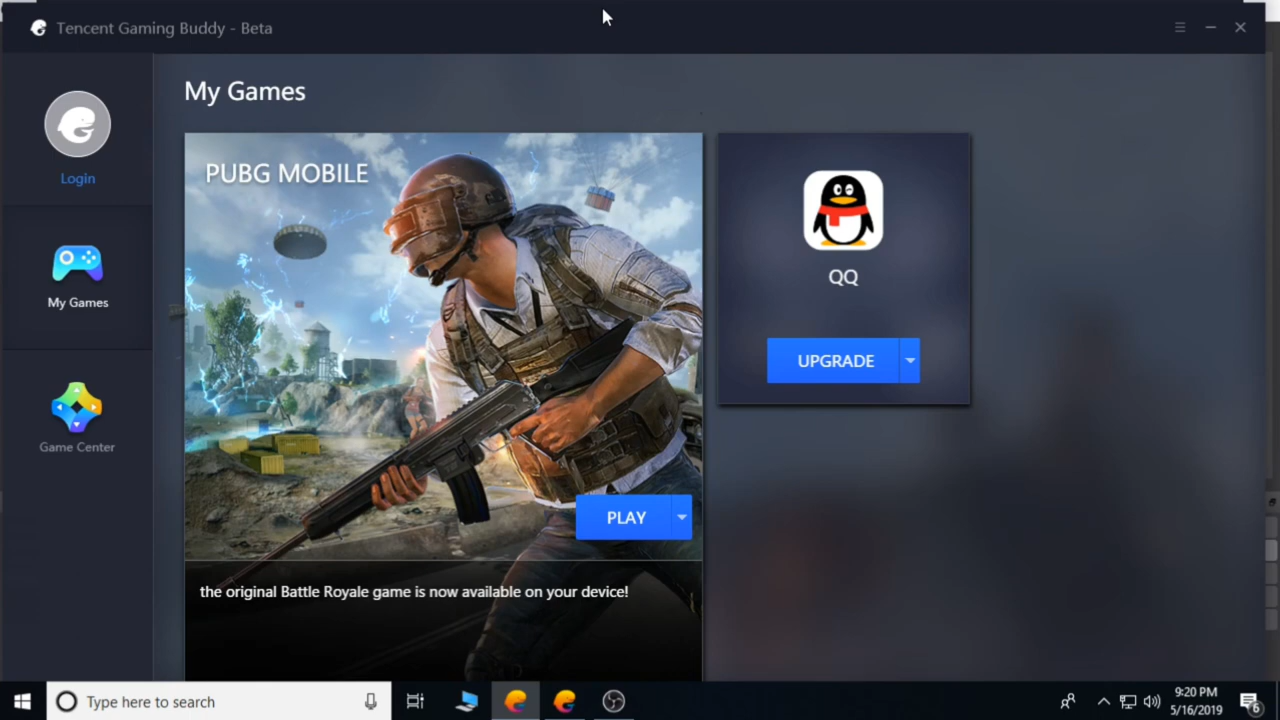 Tencent Gaming Buddy - Beta
Login
My Games
Game Center
My Games
PUBG MOBILE
PLAY
the original Battle Royale game is now available on your device!
QQ
UPGRADE
Type here to search
9:20 PM
5/16/2019
6